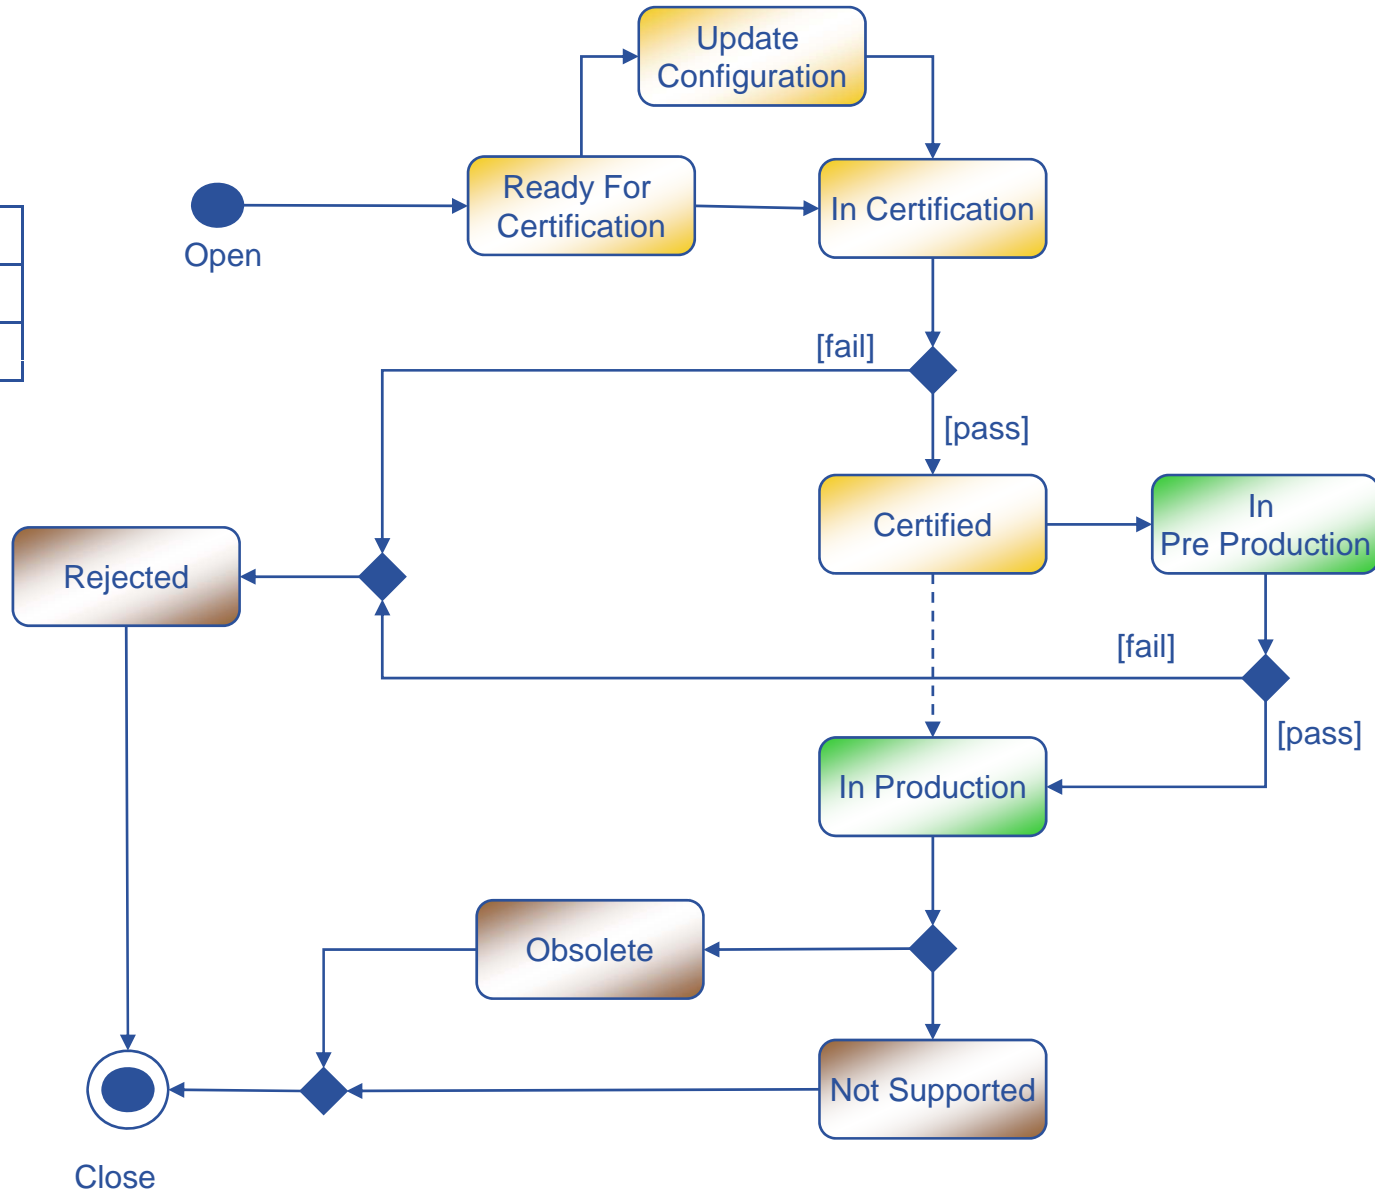 Update
Configuration
Ready For
Certification
In Certification
Open
[fail]
[pass]
Certified
In
Pre Production
Rejected
[fail]
[pass]
In Production
Obsolete
Not Supported
Close